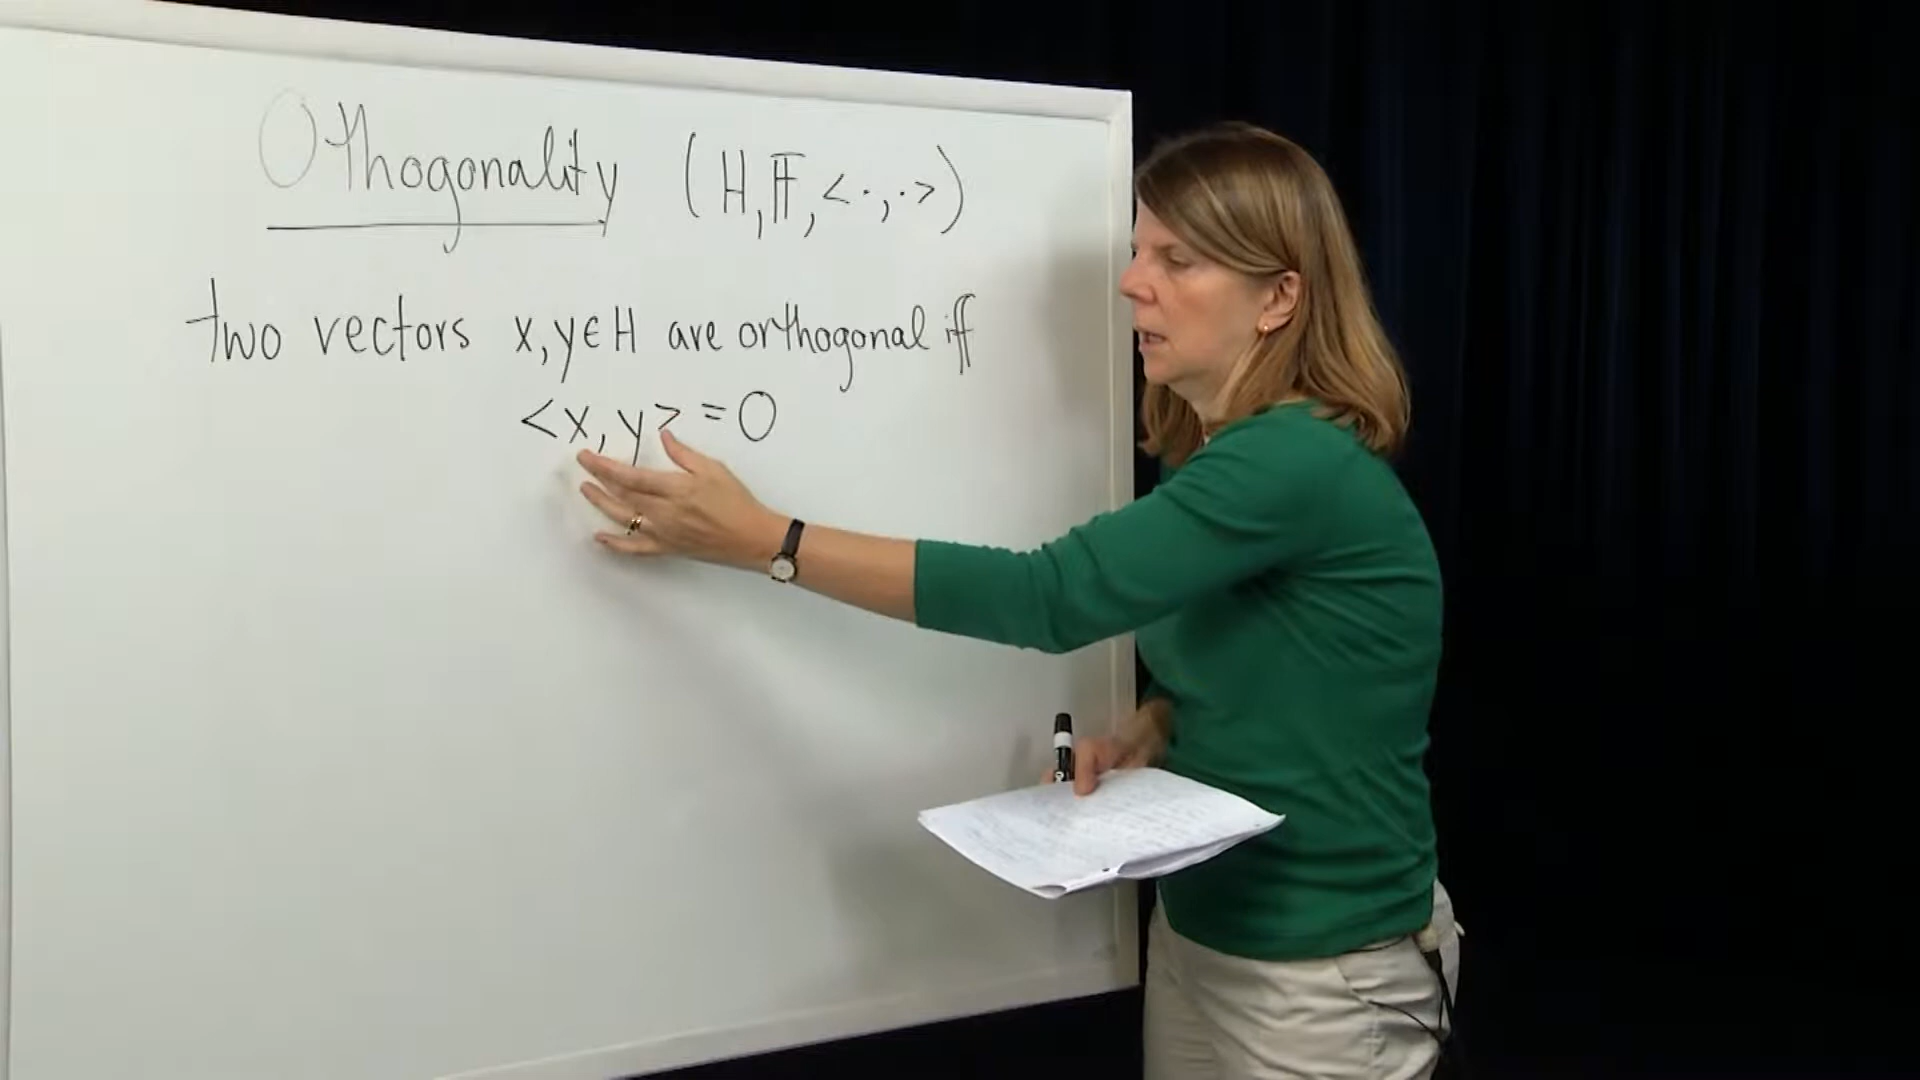 Orthogonality (H, 𝔽, <·,·>)
two vectors x,y∈H are orthogonal iff
<x,y> = 0